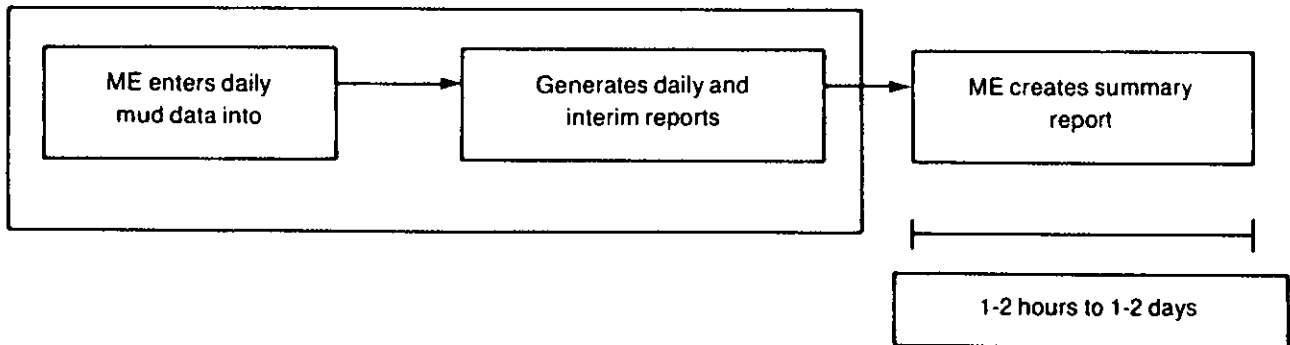 ME enters daily
mud data into
Generates daily and
interim reports
ME creates summary
report
1-2 hours to 1-2 days